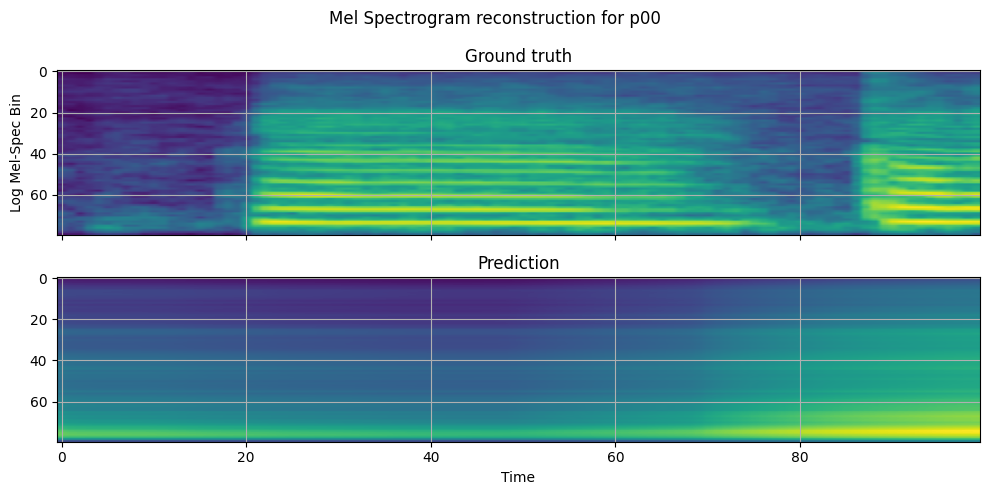 Mel Spectrogram reconstruction for p00
Ground truth
Log Mel-Spec Bin
0
20
40
60
Prediction
0
20
40
60
0 20 40 60 80
Time